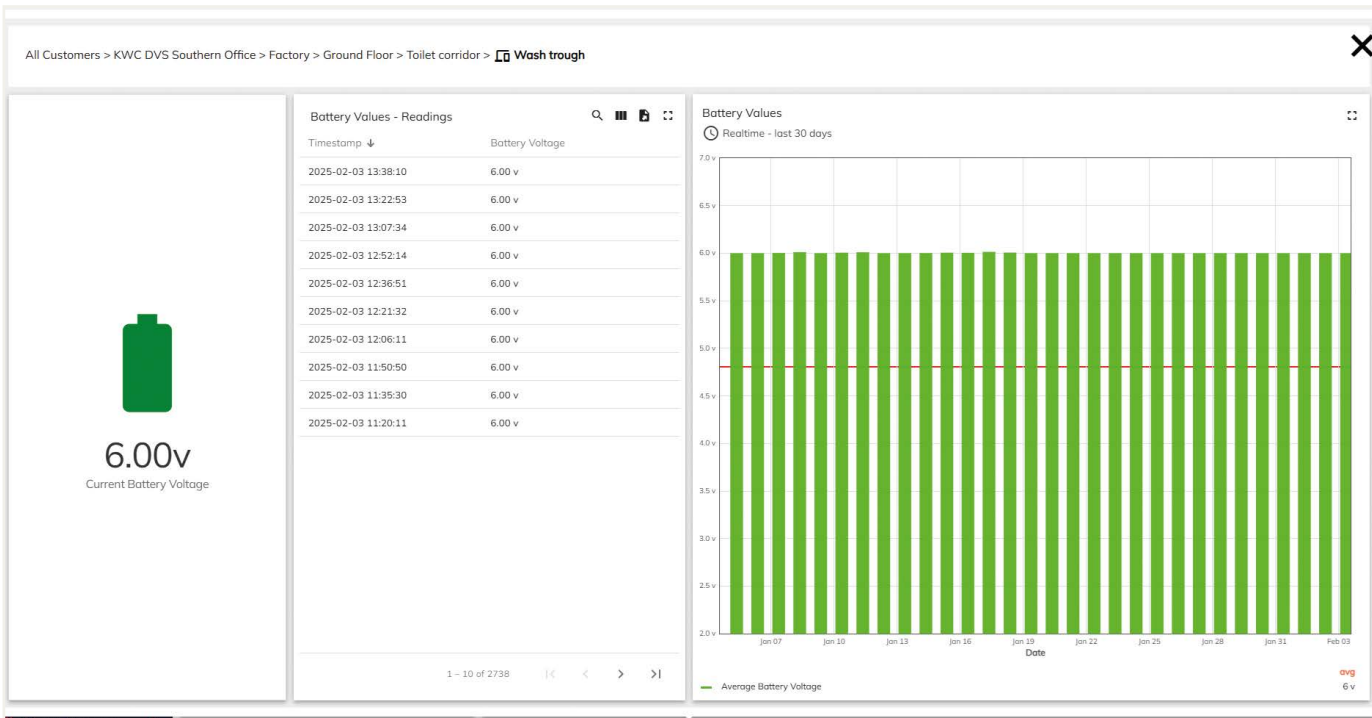 All Customers > KWC DVS Southern Office > Factory > Ground Floor > Toilet corridor > Wash trough
6.00v
Current Battery Voltage
Battery Values - Readings
Timestamp Battery Voltage
2025-02-03 13:38:10 6.00 v
2025-02-03 13:22:53 6.00 v
2025-02-03 13:07:34 6.00 v
2025-02-03 12:52:14 6.00 v
2025-02-03 12:36:51 6.00 v
2025-02-03 12:21:32 6.00 v
2025-02-03 12:06:11 6.00 v
2025-02-03 11:50:50 6.00 v
2025-02-03 11:35:30 6.00 v
2025-02-03 11:20:11 6.00 v
1 – 10 of 2738
Battery Values
Realtime - last 30 days
7.0 v
6.5 v
6.0 v
5.5 v
5.0 v
4.5 v
4.0 v
3.5 v
3.0 v
2.5 v
2.0 v
Jan 07 Jan 10 Jan 13 Jan 16 Jan 19 Jan 22 Jan 25 Jan 28 Jan 31 Feb 03
Date
avg
Average Battery Voltage 6 v